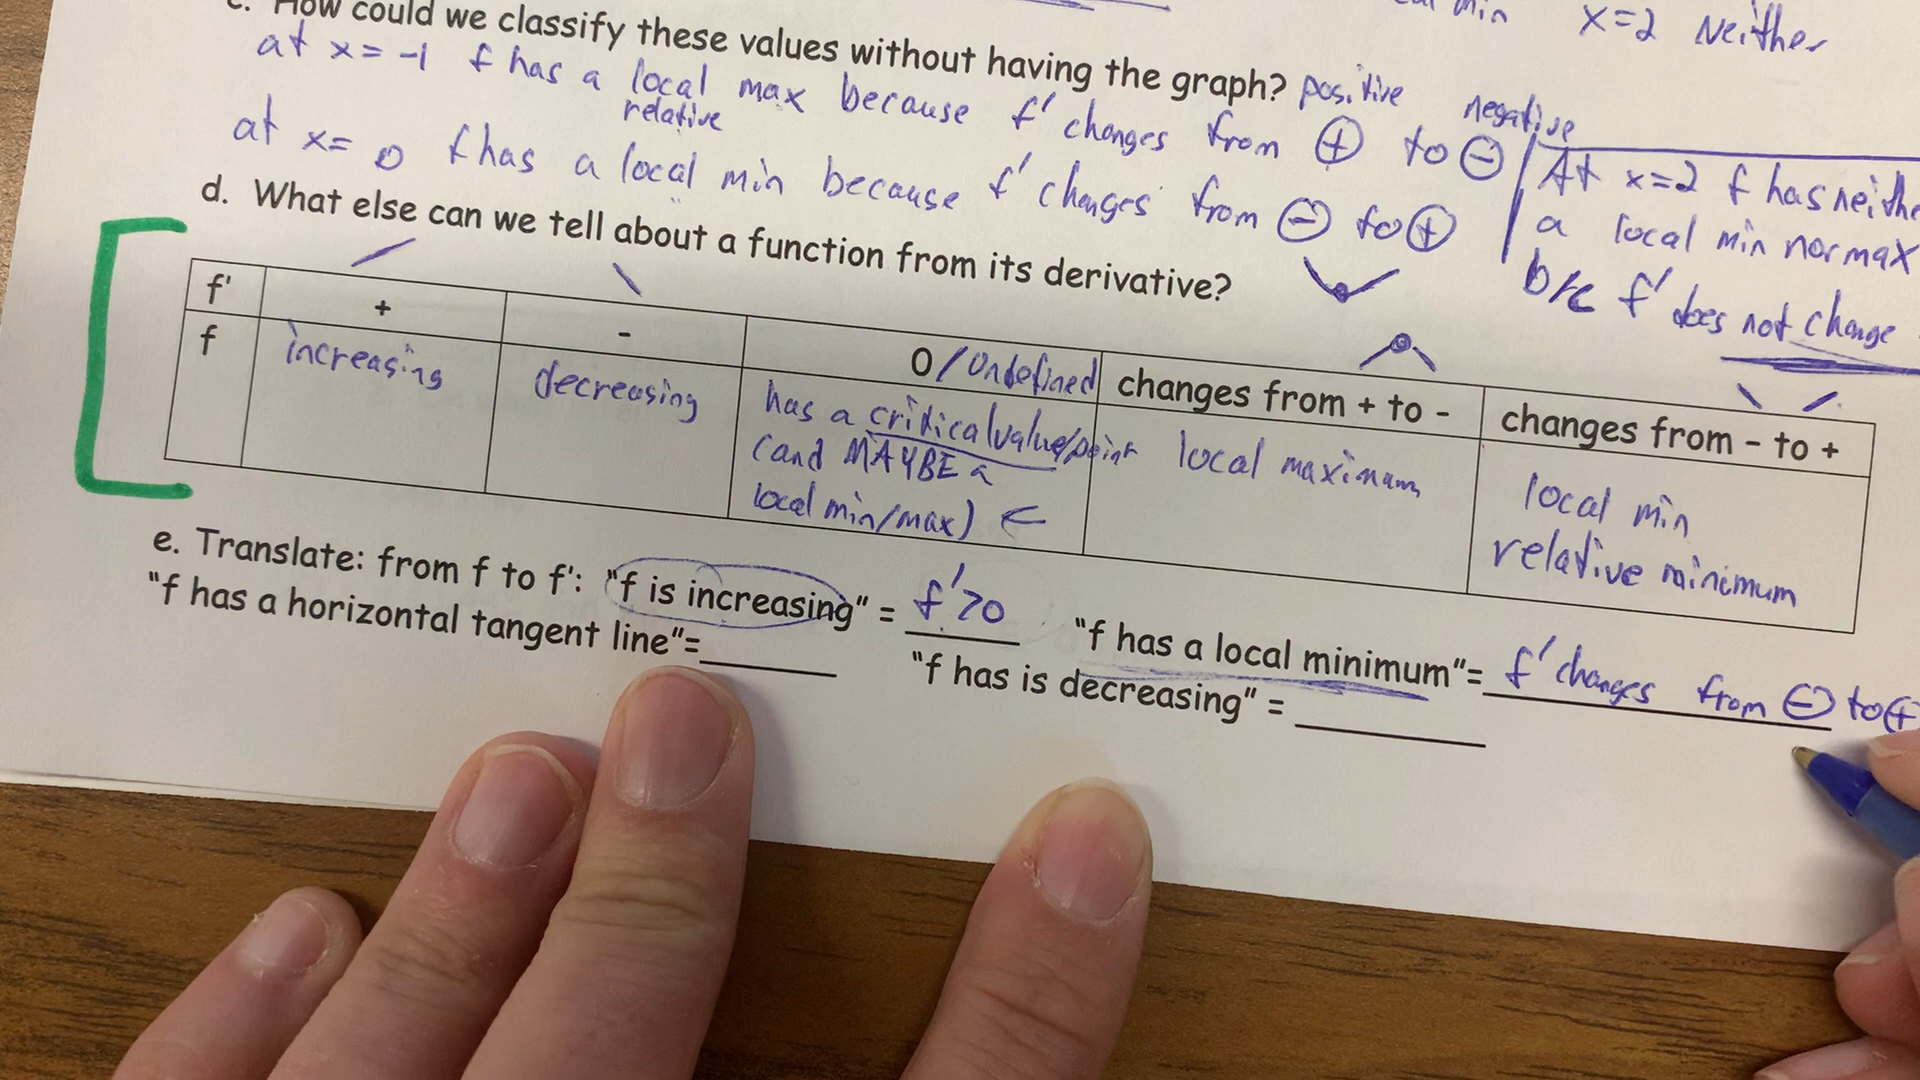 cal min x=2 Neither
c. How could we classify these values without having the graph? positive negative
at x=-1 f has a local max because f' changes from ⊕ to ⊖
relative
at x=0 f has a local min because f' changes from ⊖ to ⊕
At x=2 f has neithe
a local min nor max
b/c f' does not change
d. What else can we tell about a function from its derivative?
f' + - 0/Undefined changes from + to - changes from - to +
f increasing decreasing has a critical value/point local maximum local min
(and MAYBE a relative minimum
local min/max) ←
e. Translate: from f to f': "f is increasing" = f'>0 "f has a local minimum"= f' changes from ⊖ to ⊕
"f has a horizontal tangent line"=______ "f has is decreasing" = ________